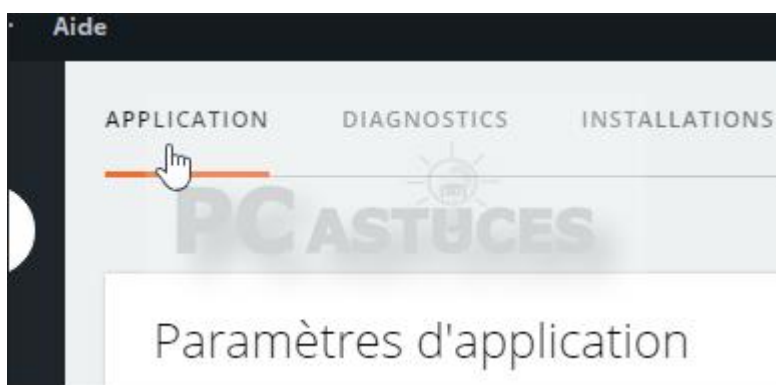 Aide
APPLICATION DIAGNOSTICS INSTALLATIONS
PC ASTUCES
Paramètres d'application